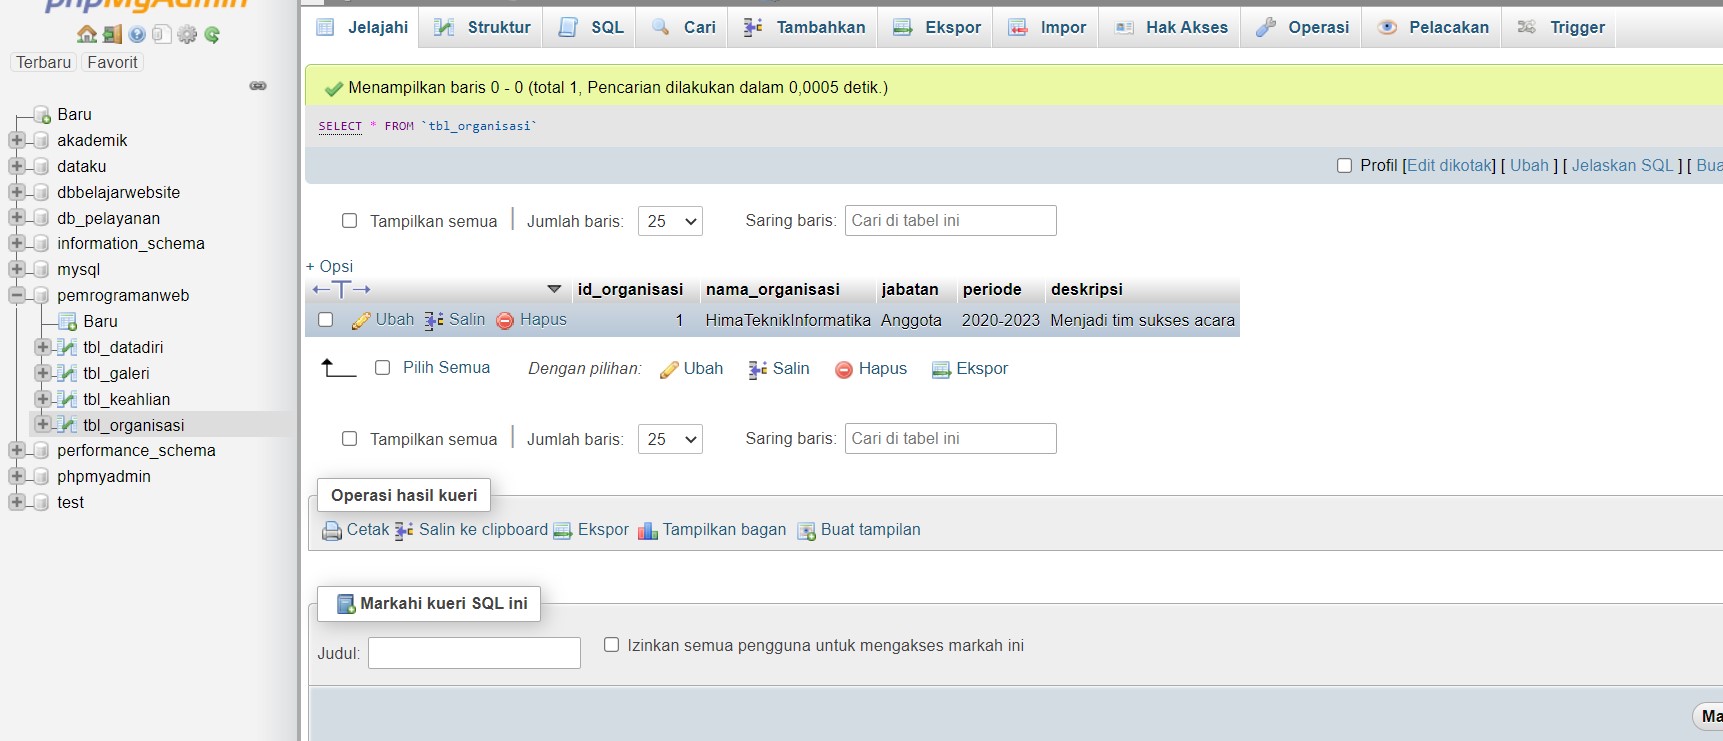 phpMyAdmin
Terbaru Favorit
Baru
akademik
dataku
dbbelajarwebsite
db_pelayanan
information_schema
mysql
pemrogramanweb
Baru
tbl_datadiri
tbl_galeri
tbl_keahlian
tbl_organisasi
performance_schema
phpmyadmin
test
Jelajahi Struktur SQL Cari Tambahkan Ekspor Impor Hak Akses Operasi Pelacakan Trigger
Menampilkan baris 0 - 0 (total 1, Pencarian dilakukan dalam 0,0005 detik.)
SELECT * FROM `tbl_organisasi`
Profil [Edit dikotak] [ Ubah ] [ Jelaskan SQL ] [ Bua
Tampilkan semua | Jumlah baris: 25 Saring baris: Cari di tabel ini
+ Opsi
←T→ id_organisasi nama_organisasi jabatan periode deskripsi
Ubah Salin Hapus 1 HimaTeknikInformatika Anggota 2020-2023 Menjadi tim sukses acara
Pilih Semua Dengan pilihan: Ubah Salin Hapus Ekspor
Tampilkan semua | Jumlah baris: 25 Saring baris: Cari di tabel ini
Operasi hasil kueri
Cetak Salin ke clipboard Ekspor Tampilkan bagan Buat tampilan
Markahi kueri SQL ini
Judul: Izinkan semua pengguna untuk mengakses markah ini
Ma